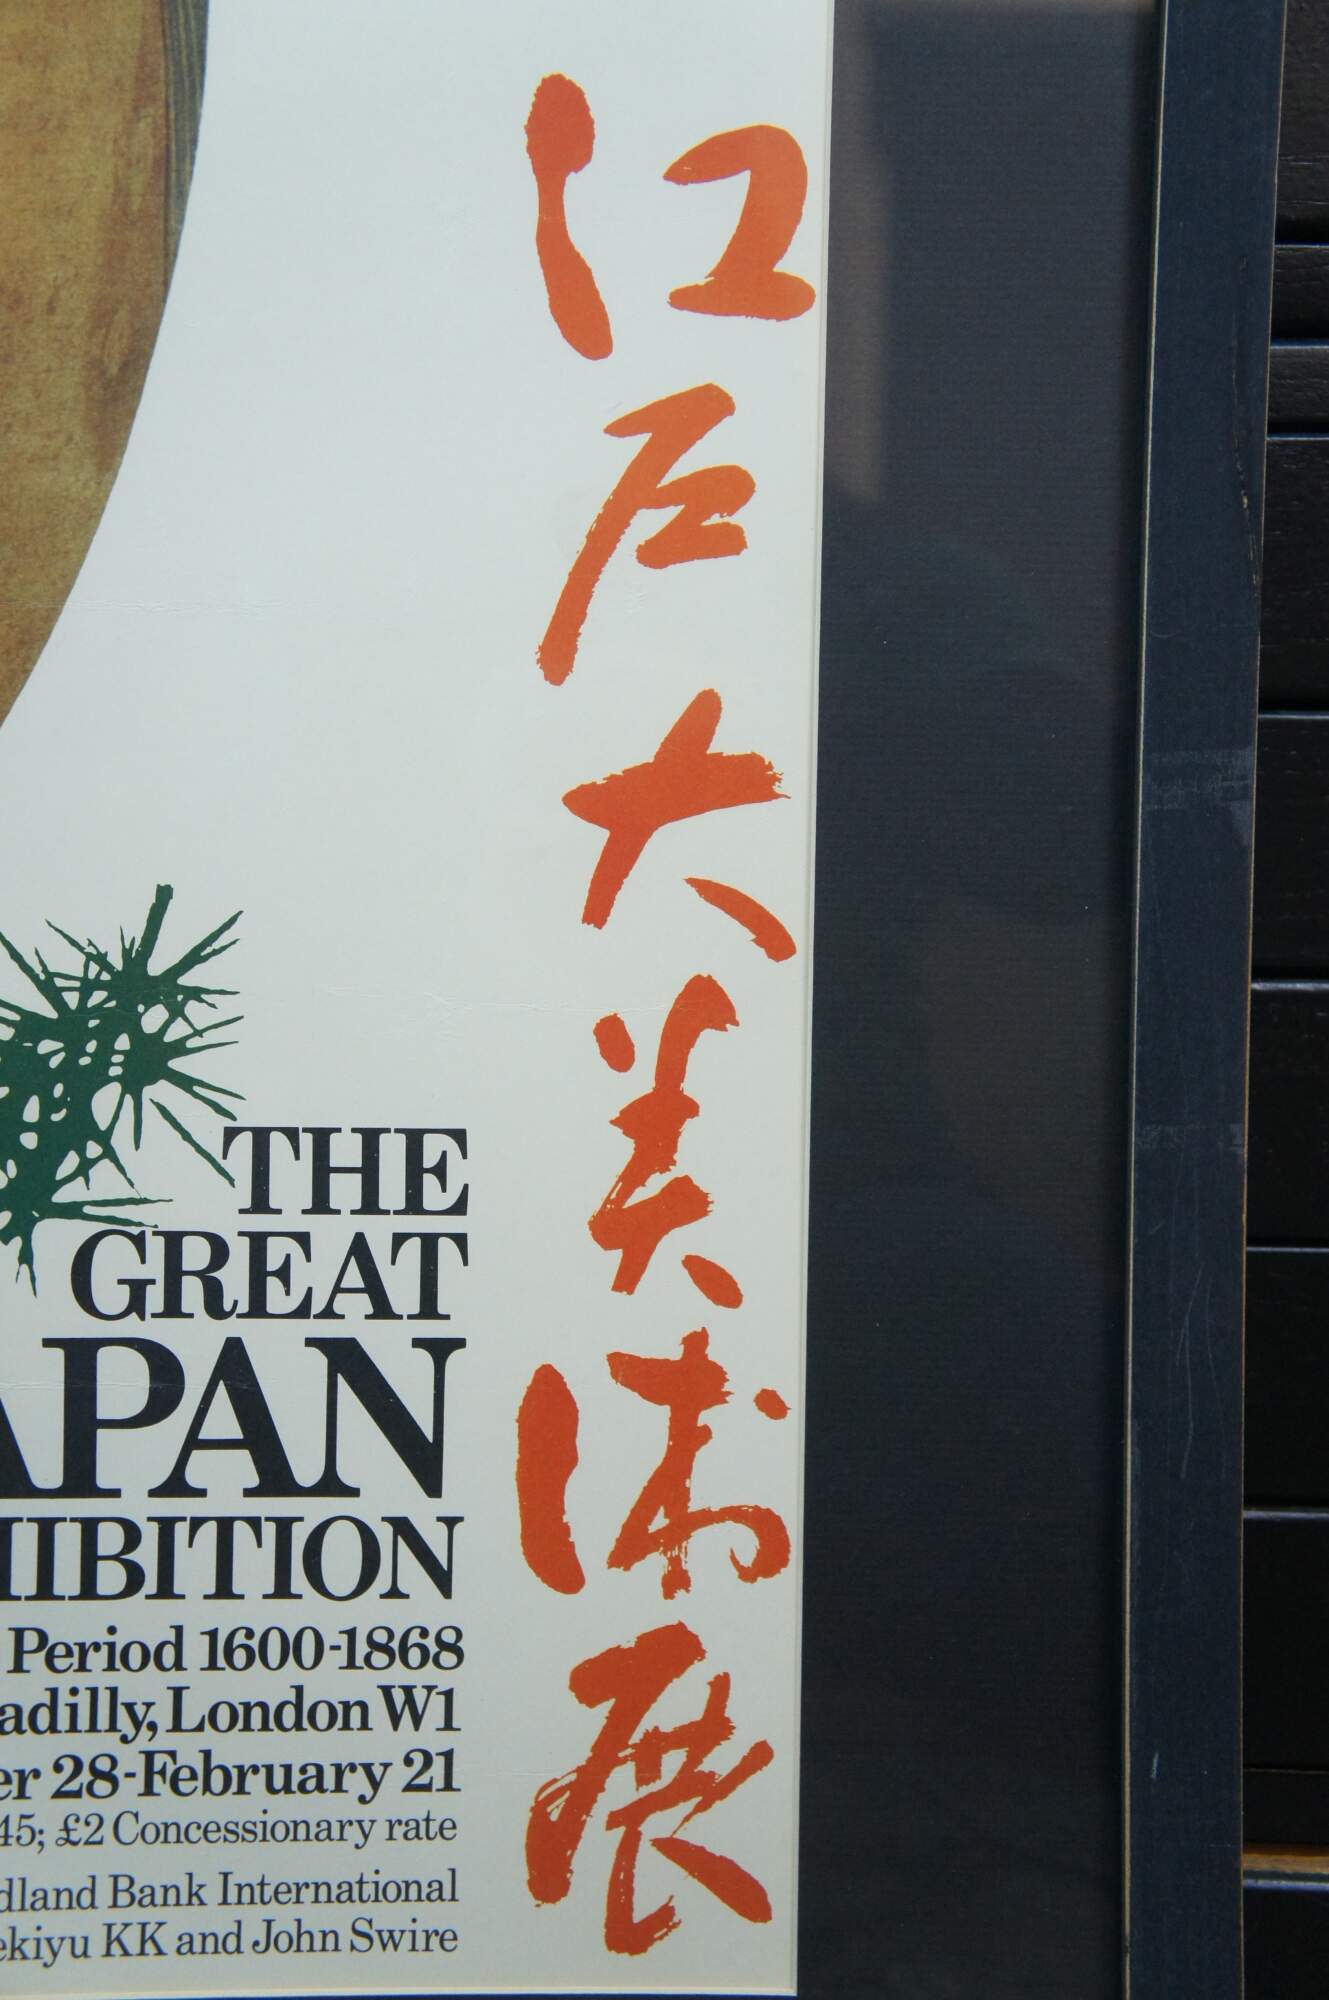 江戸大美術展
THE
GREAT
APAN
HIBITION
Period 1600-1868
adilly, London W1
er 28-February 21
45; £2 Concessionary rate
dland Bank International
ekiyu KK and John Swire